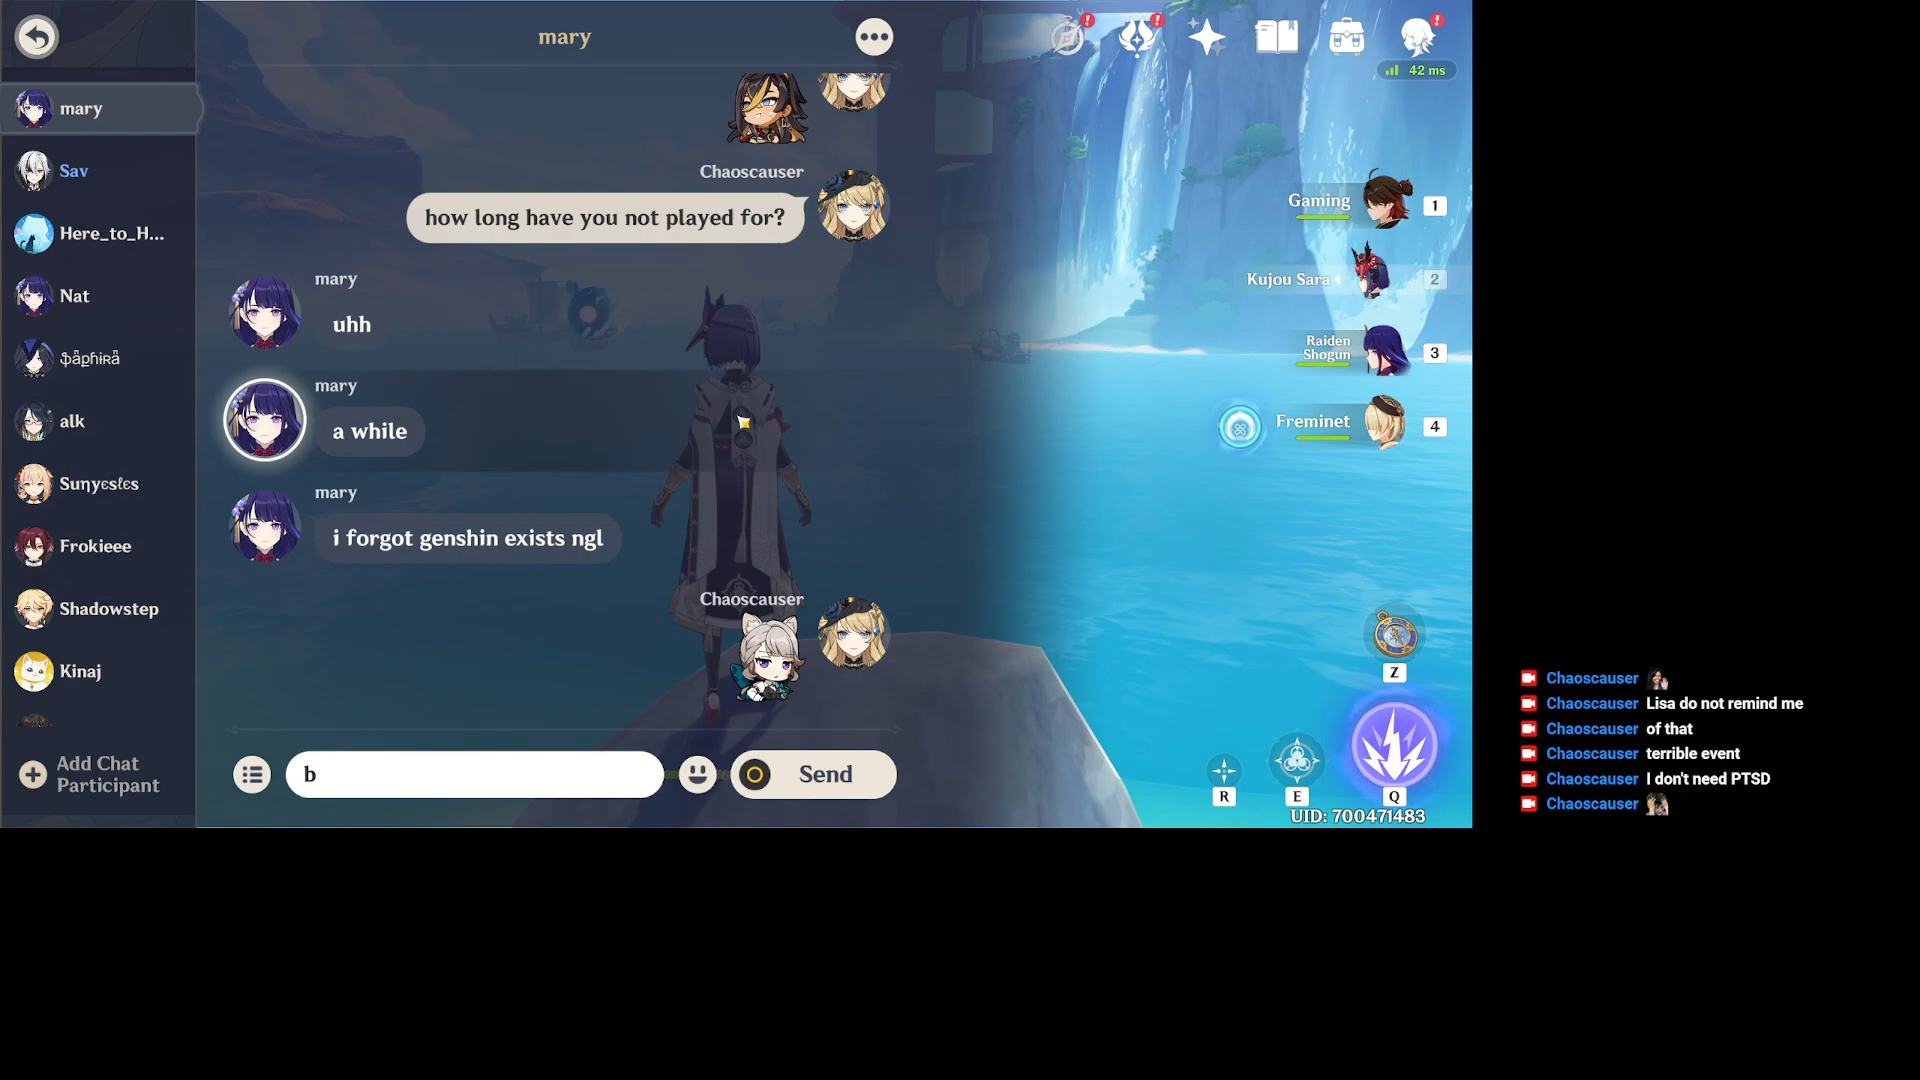 mary
42 ms
mary
Sav
Here_to_H...
Nat
alk
Frokieee
Shadowstep
Kinaj
Add Chat
Participant
Chaoscauser
how long have you not played for?
mary
uhh
mary
a while
mary
i forgot genshin exists ngl
Chaoscauser
b
Send
Gaming
1
Kujou Sara
2
Raiden
Shogun
3
Freminet
4
Z
R
E
Q
UID: 700471483
Chaoscauser
Chaoscauser Lisa do not remind me
Chaoscauser of that
Chaoscauser terrible event
Chaoscauser I don't need PTSD
Chaoscauser